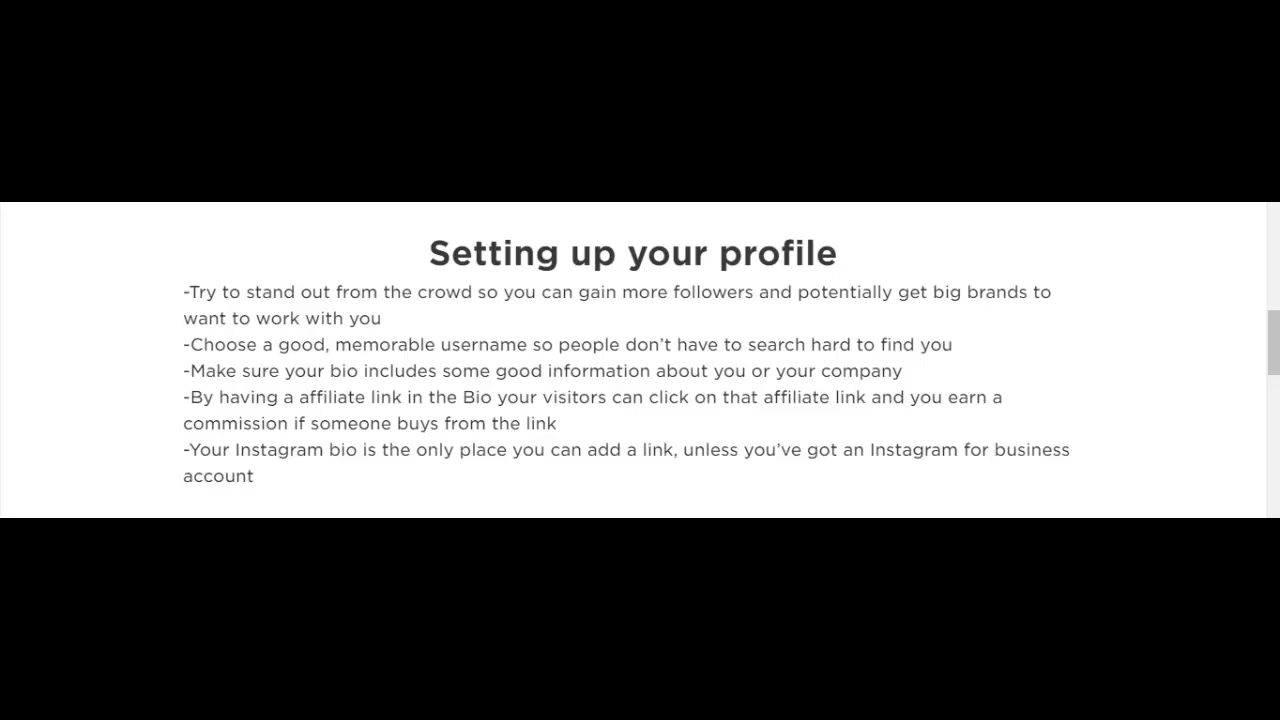 Setting up your profile
-Try to stand out from the crowd so you can gain more followers and potentially get big brands to
want to work with you
-Choose a good, memorable username so people don’t have to search hard to find you
-Make sure your bio includes some good information about you or your company
-By having a affiliate link in the Bio your visitors can click on that affiliate link and you earn a
commission if someone buys from the link
-Your Instagram bio is the only place you can add a link, unless you’ve got an Instagram for business
account